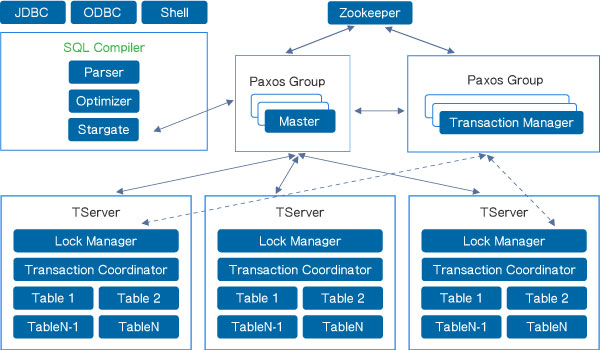 JDBC ODBC Shell Zookeeper
SQL Compiler
Parser
Optimizer
Stargate
Paxos Group
Master
Paxos Group
Transaction Manager
TServer
Lock Manager
Transaction Coordinator
Table 1 Table 2
TableN-1 TableN
TServer
Lock Manager
Transaction Coordinator
Table 1 Table 2
TableN-1 TableN
TServer
Lock Manager
Transaction Coordinator
Table 1 Table 2
TableN-1 TableN